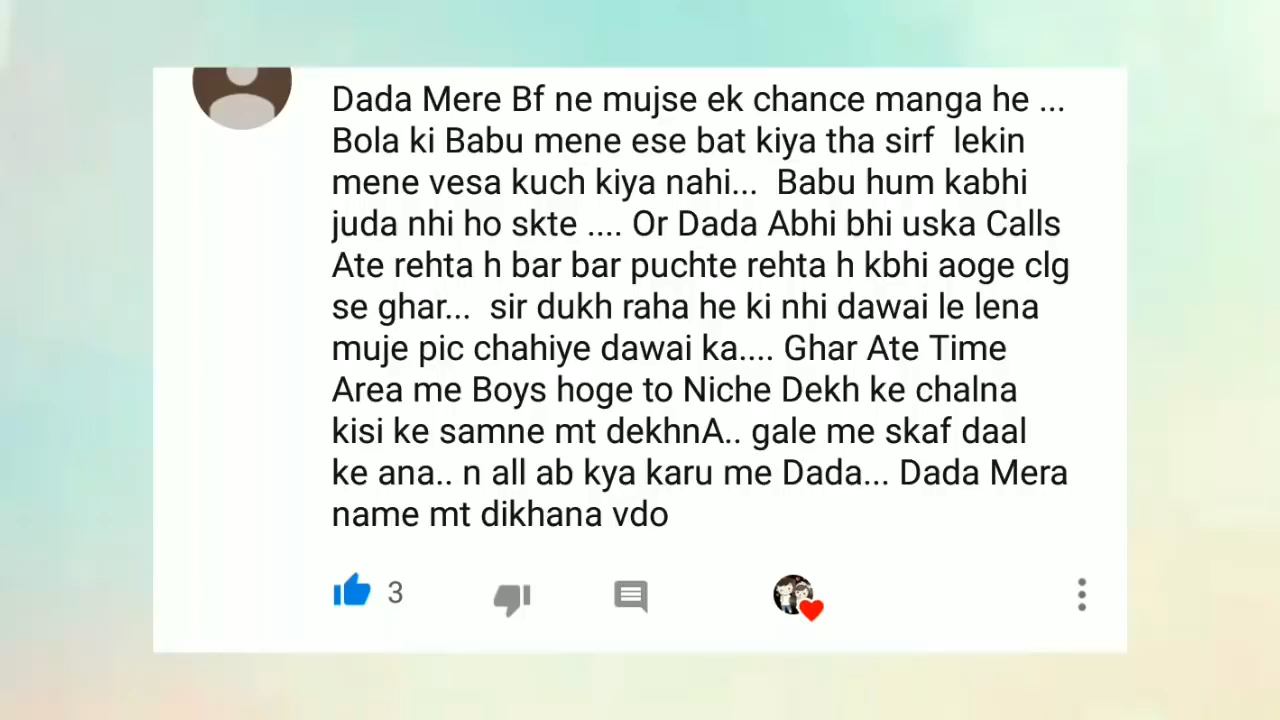 Dada Mere Bf ne mujse ek chance manga he ...
Bola ki Babu mene ese bat kiya tha sirf  lekin
mene vesa kuch kiya nahi...  Babu hum kabhi
juda nhi ho skte .... Or Dada Abhi bhi uska Calls
Ate rehta h bar bar puchte rehta h kbhi aoge clg
se ghar...  sir dukh raha he ki nhi dawai le lena
muje pic chahiye dawai ka.... Ghar Ate Time
Area me Boys hoge to Niche Dekh ke chalna
kisi ke samne mt dekhnA.. gale me skaf daal
ke ana.. n all ab kya karu me Dada... Dada Mera
name mt dikhana vdo
3